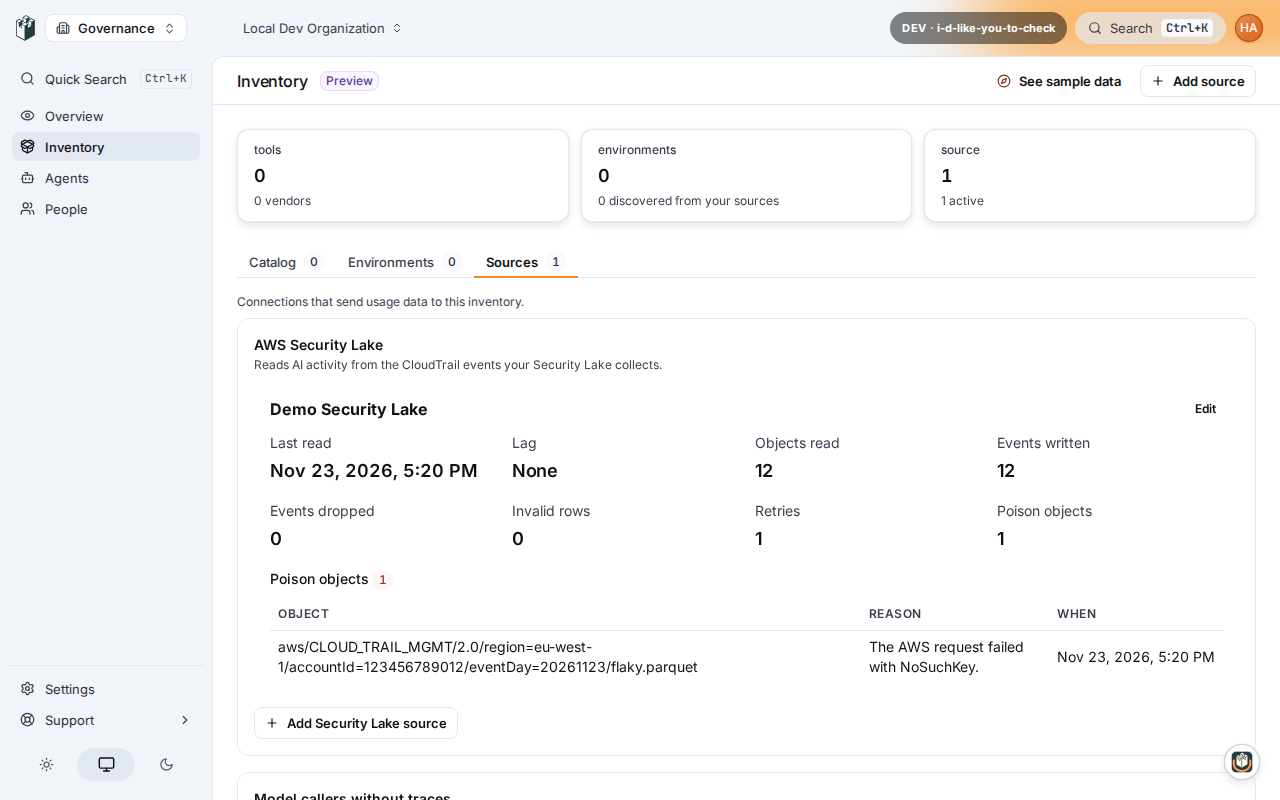 Governance
Local Dev Organization
DEV · i-d-like-you-to-check
Search Ctrl+K
HA
Quick Search Ctrl+K
Overview
Inventory
Agents
People
Settings
Support
Inventory Preview
See sample data
Add source
tools
0
0 vendors
environments
0
0 discovered from your sources
source
1
1 active
Catalog 0
Environments 0
Sources 1
Connections that send usage data to this inventory.
AWS Security Lake
Reads AI activity from the CloudTrail events your Security Lake collects.
Demo Security Lake
Edit
Last read
Nov 23, 2026, 5:20 PM
Lag
None
Objects read
12
Events written
12
Events dropped
0
Invalid rows
0
Retries
1
Poison objects
1
Poison objects 1
OBJECT REASON WHEN
aws/CLOUD_TRAIL_MGMT/2.0/region=eu-west-
1/accountId=123456789012/eventDay=20261123/flaky.parquet
The AWS request failed
with NoSuchKey.
Nov 23, 2026, 5:20 PM
Add Security Lake source
Model callers without traces